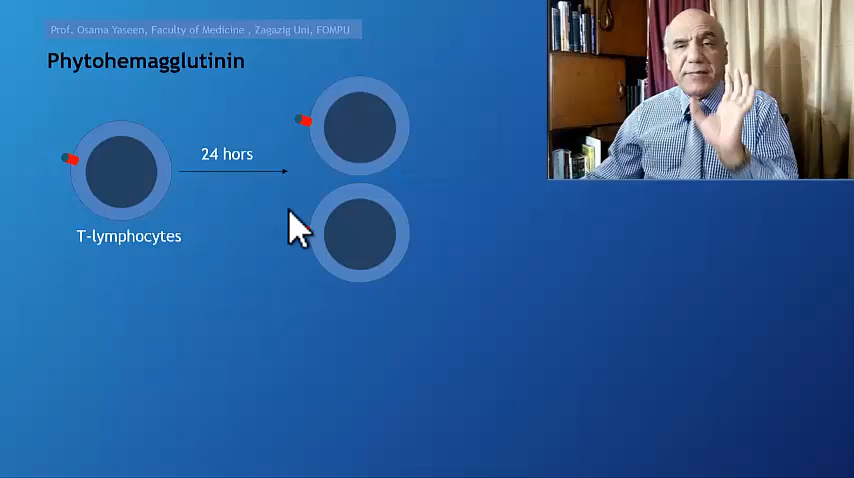 Prof. Osama Yaseen, Faculty of Medicine , Zagazig Uni, FOMPU
Phytohemagglutinin
24 hors
T-lymphocytes